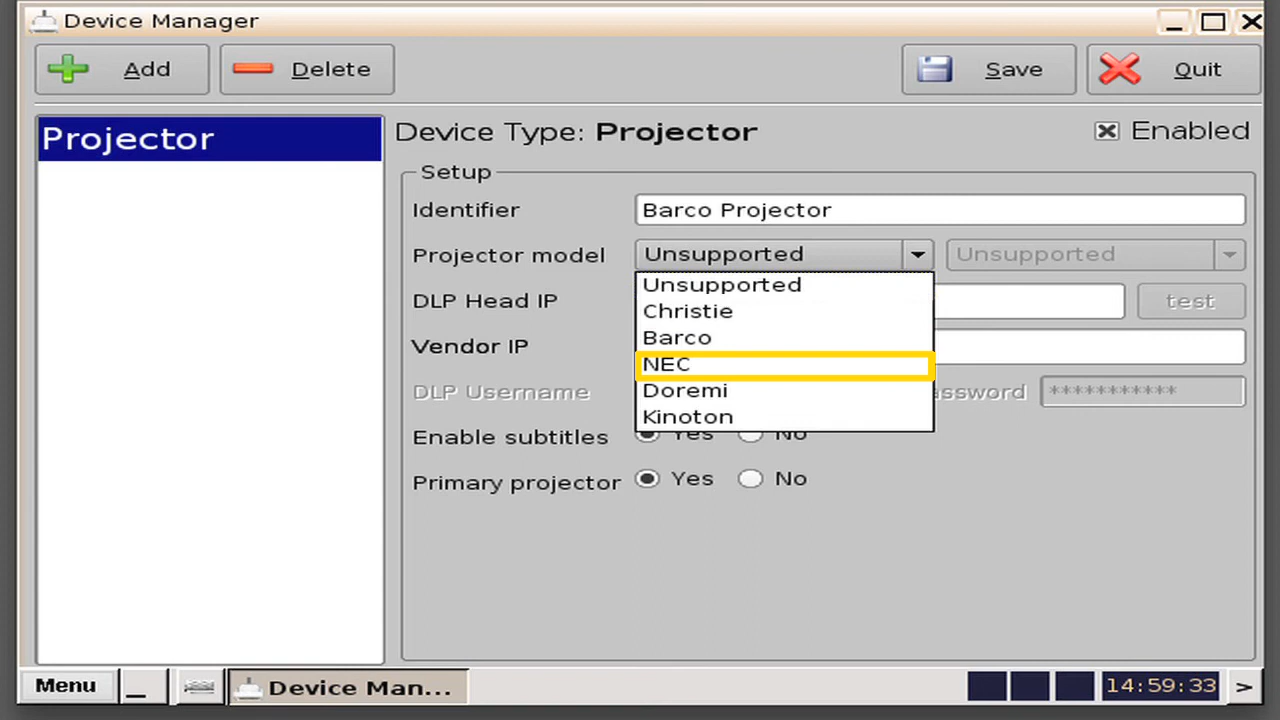 Device Manager
Add Delete Save Quit
Projector
Device Type: Projector Enabled
Setup
Identifier Barco Projector
Projector model Unsupported Unsupported
Unsupported
Christie
Barco
NEC
Doremi
Kinoton
DLP Head IP test
Vendor IP
DLP Username assword ***********
Enable subtitles Yes No
Primary projector Yes No
Menu _ Device Man... 14:59:33 >